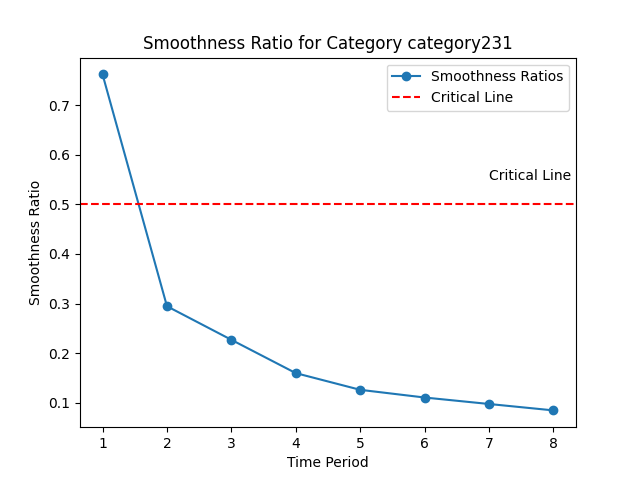 Smoothness Ratio for Category category231
Smoothness Ratios
Critical Line
Critical Line
Smoothness Ratio
0.7
0.6
0.5
0.4
0.3
0.2
0.1
1 2 3 4 5 6 7 8
Time Period